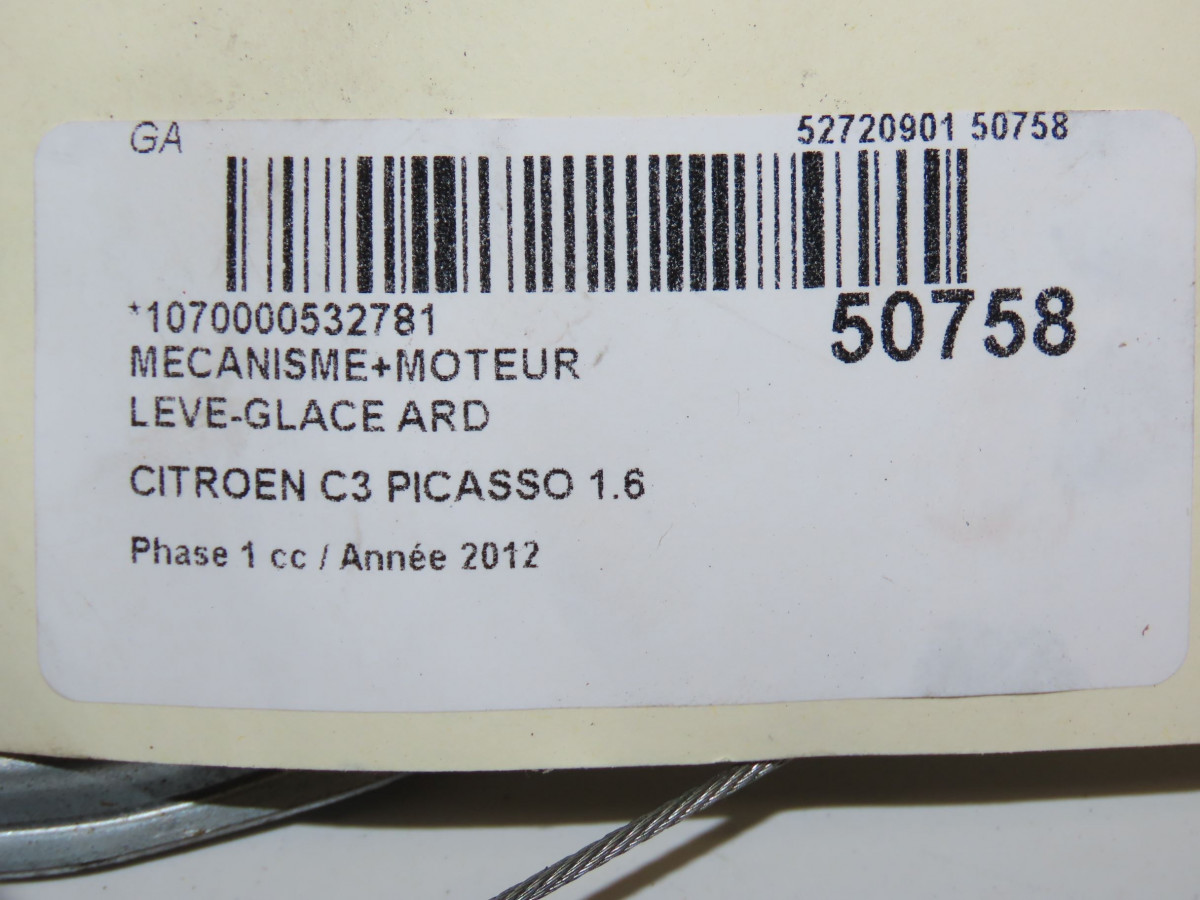 GA
52720901 50758
*1070000532781
50758
MECANISME+MOTEUR
LEVE-GLACE ARD
CITROEN C3 PICASSO 1.6
Phase 1 cc / Année 2012